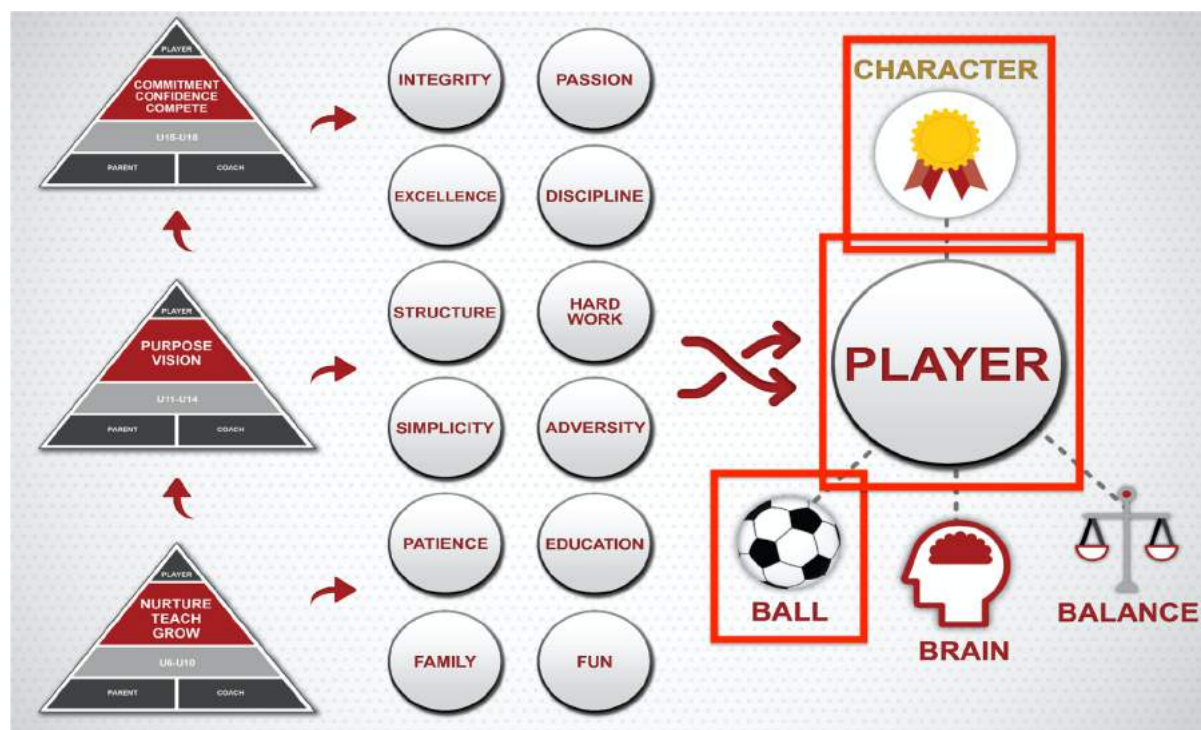 PLAYER
COMMITMENT
CONFIDENCE
COMPETE
U15-U18
PARENT COACH
PLAYER
PURPOSE
VISION
U11-U14
PARENT COACH
PLAYER
NURTURE
TEACH
GROW
U6-U10
PARENT COACH
INTEGRITY
PASSION
EXCELLENCE
DISCIPLINE
STRUCTURE
HARD
WORK
SIMPLICITY
ADVERSITY
PATIENCE
EDUCATION
FAMILY
FUN
CHARACTER
PLAYER
BALL
BRAIN
BALANCE